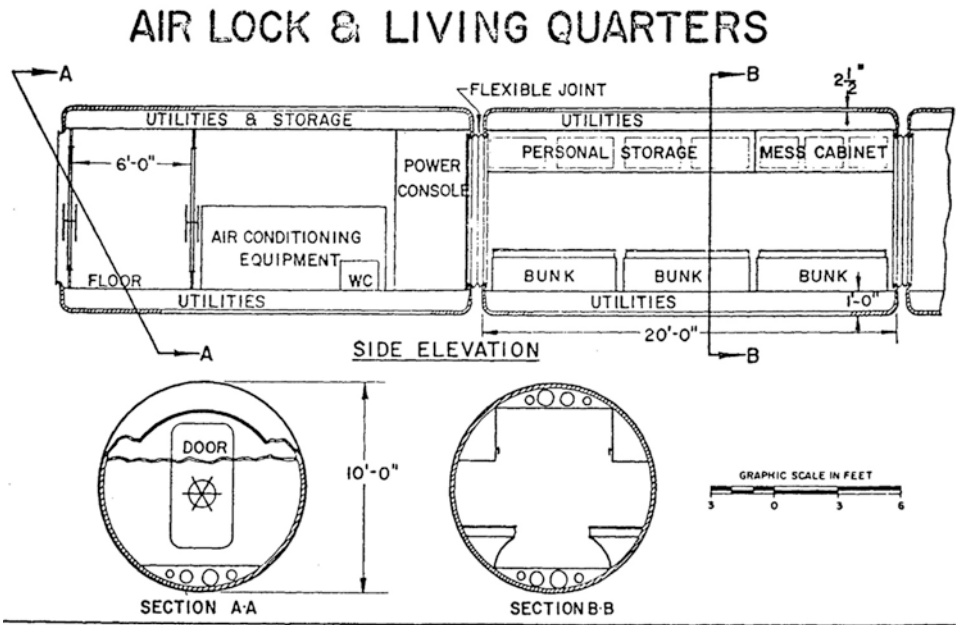 AIR LOCK & LIVING QUARTERS
A
B
2½"
FLEXIBLE JOINT
UTILITIES & STORAGE
UTILITIES
6'-0"
POWER
CONSOLE
PERSONAL STORAGE
MESS CABINET
AIR CONDITIONING
EQUIPMENT
WC
FLOOR
BUNK
BUNK
BUNK
UTILITIES
UTILITIES
1'-0"
20'-0"
A
SIDE ELEVATION
B
DOOR
10'-0"
GRAPHIC SCALE IN FEET
3 0 3 6
SECTION A-A
SECTION B-B